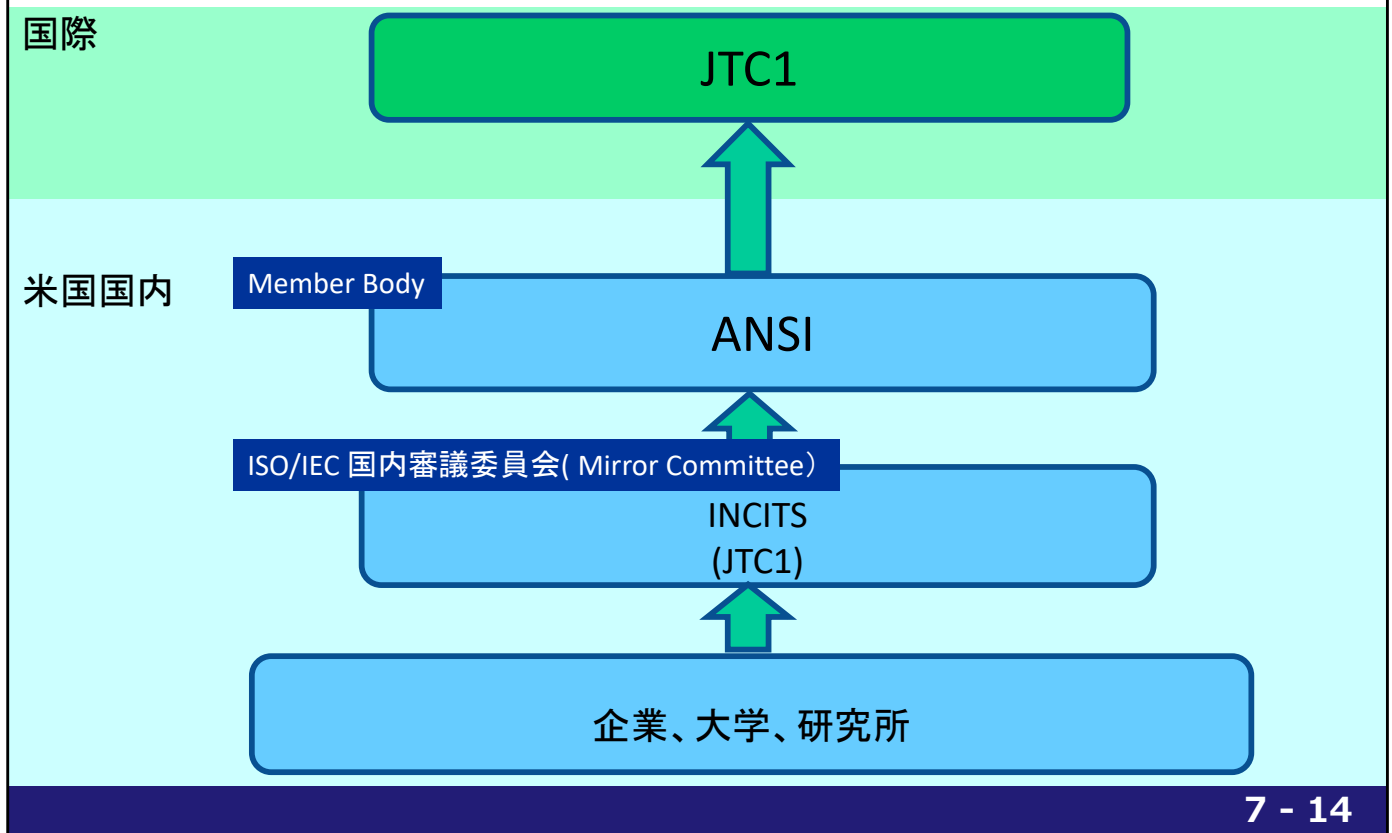 国際
JTC1
米国国内
Member Body
ANSI
ISO/IEC 国内審議委員会( Mirror Committee）
INCITS
(JTC1)
企業、大学、研究所
7 - 14